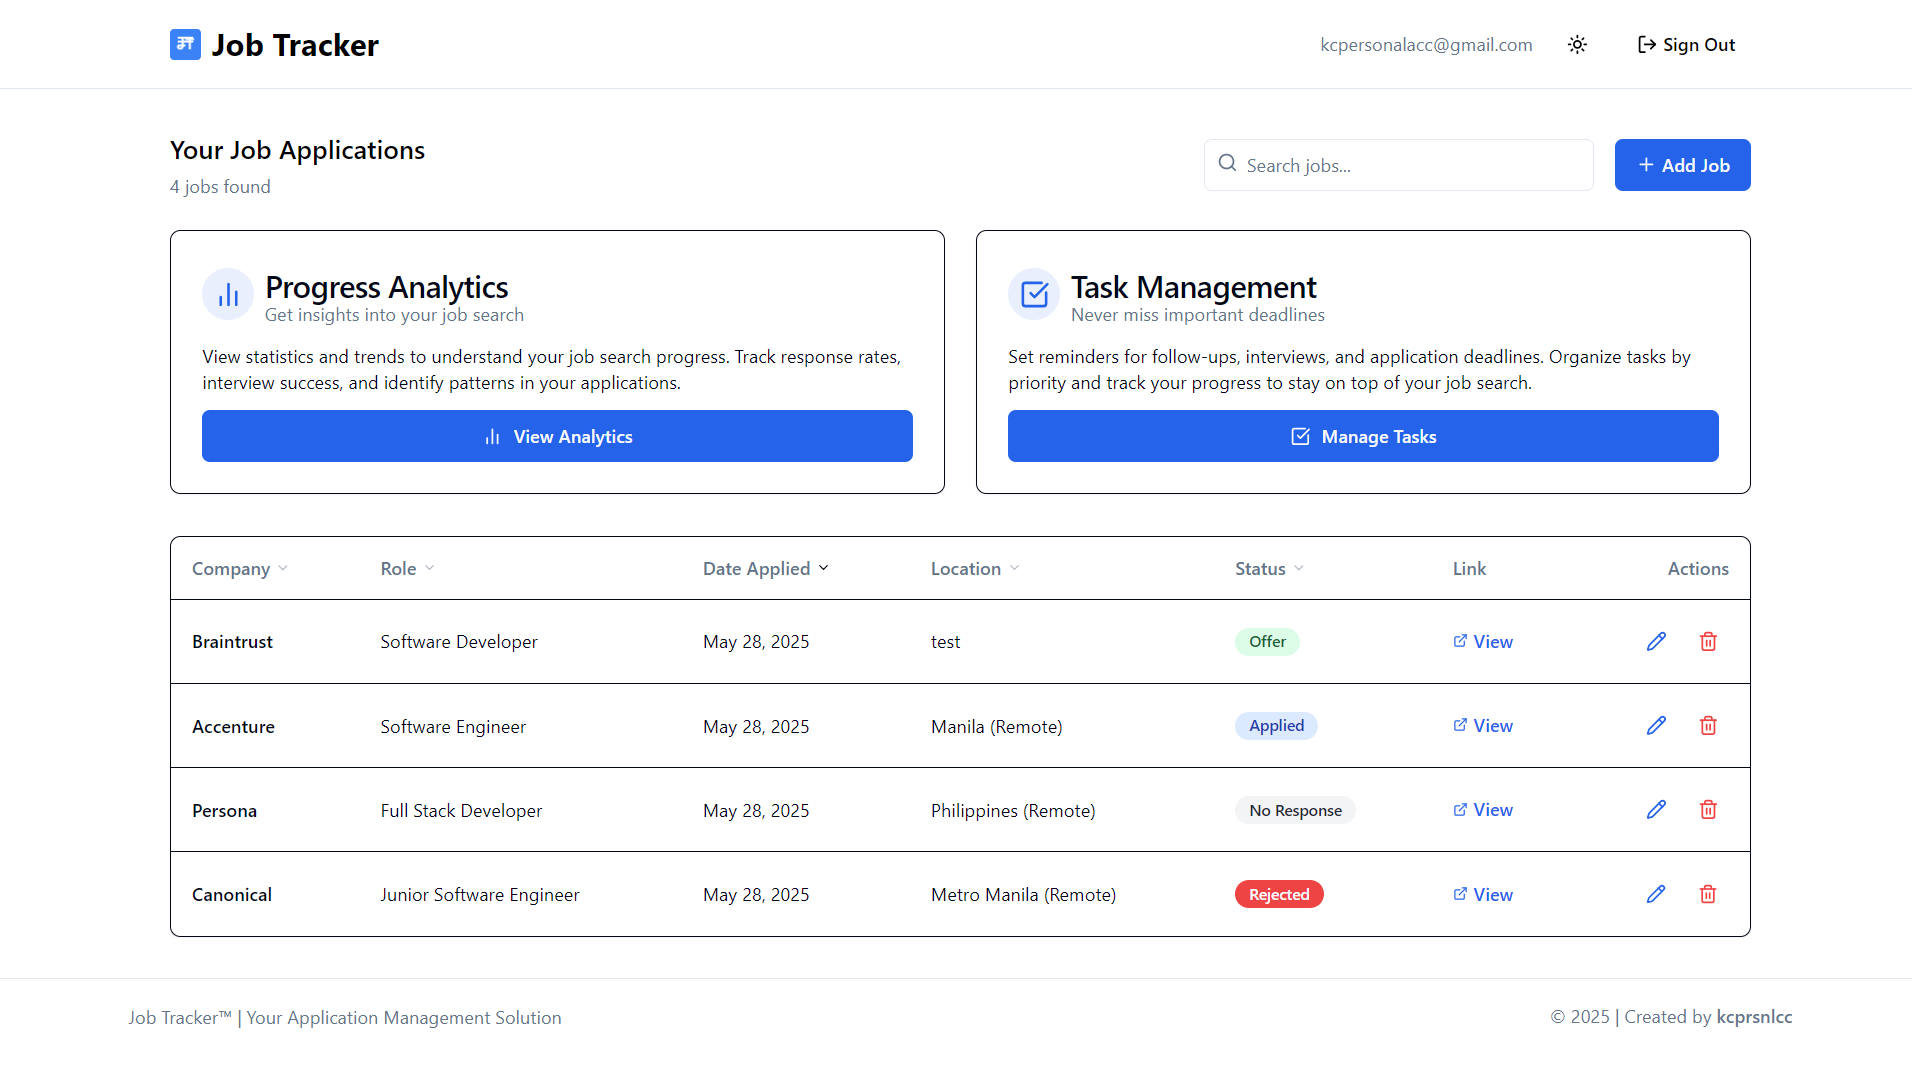 JT Job Tracker
kcpersonalacc@gmail.com
Sign Out
Your Job Applications
4 jobs found
Search jobs...
Add Job
Progress Analytics
Get insights into your job search
View statistics and trends to understand your job search progress. Track response rates,
interview success, and identify patterns in your applications.
View Analytics
Task Management
Never miss important deadlines
Set reminders for follow-ups, interviews, and application deadlines. Organize tasks by
priority and track your progress to stay on top of your job search.
Manage Tasks
Company Role Date Applied Location Status Link Actions
Braintrust Software Developer May 28, 2025 test Offer View
Accenture Software Engineer May 28, 2025 Manila (Remote) Applied View
Persona Full Stack Developer May 28, 2025 Philippines (Remote) No Response View
Canonical Junior Software Engineer May 28, 2025 Metro Manila (Remote) Rejected View
Job Tracker™ | Your Application Management Solution
© 2025 | Created by kcprsnlcc